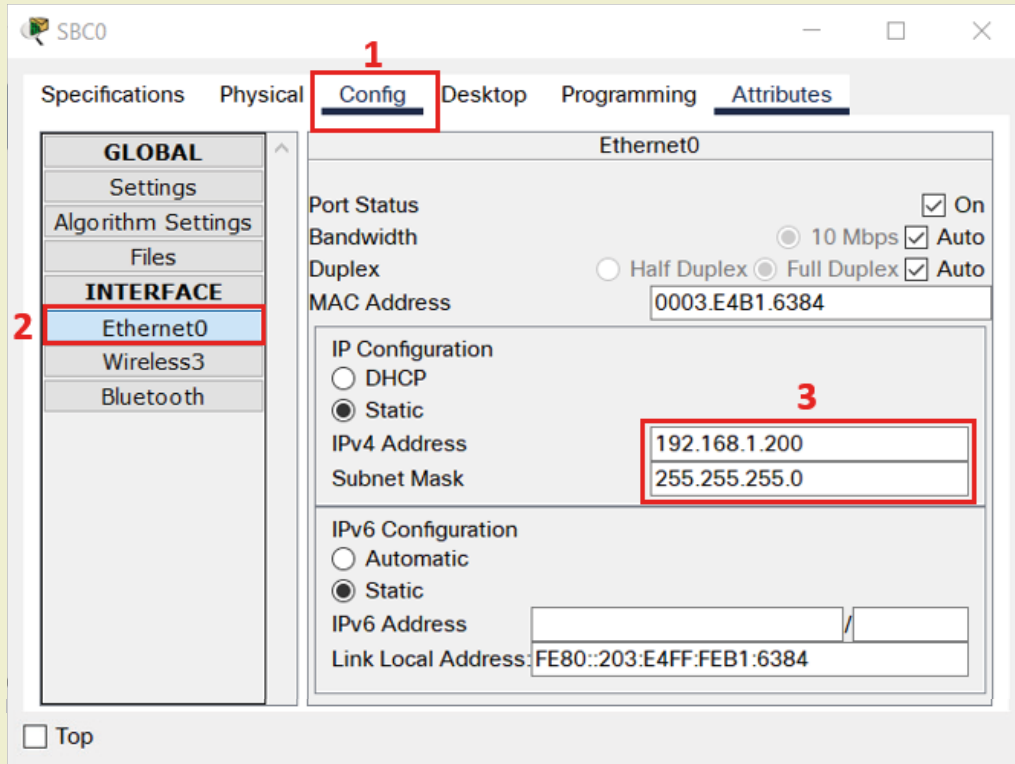 SBC0
1
Specifications Physical Config Desktop Programming Attributes
GLOBAL
Settings
Algorithm Settings
Files
INTERFACE
2 Ethernet0
Wireless3
Bluetooth
Ethernet0
Port Status On
Bandwidth 10 Mbps Auto
Duplex Half Duplex Full Duplex Auto
MAC Address 0003.E4B1.6384
IP Configuration
DHCP
Static
3
IPv4 Address 192.168.1.200
Subnet Mask 255.255.255.0
IPv6 Configuration
Automatic
Static
IPv6 Address /
Link Local Address: FE80::203:E4FF:FEB1:6384
Top